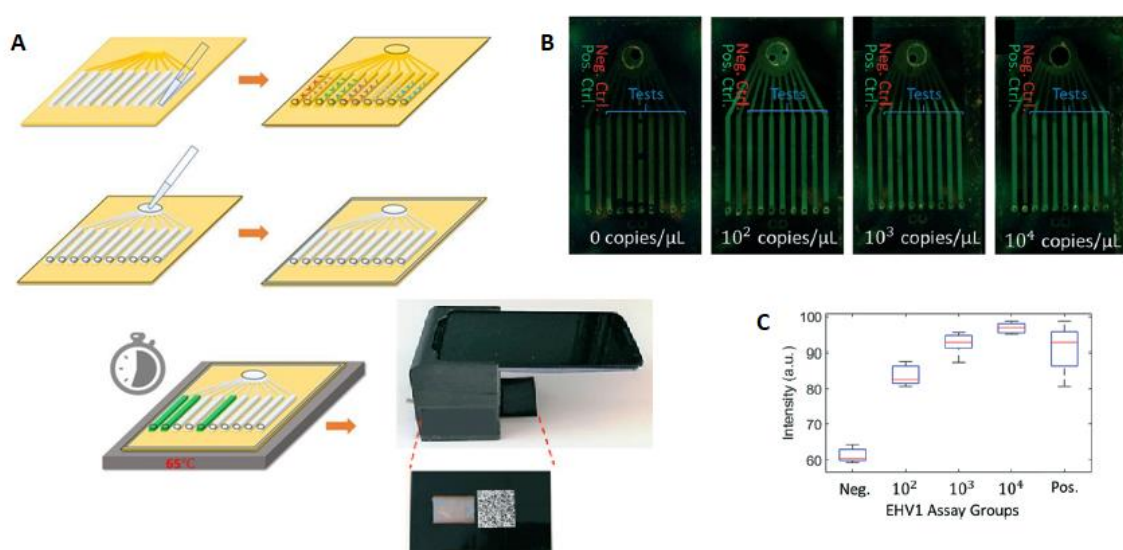 A
65°C
B
Pos. Ctrl.
Neg. Ctrl.
Tests
0 copies/μL
Pos. Ctrl.
Neg. Ctrl.
Tests
10² copies/μL
Pos. Ctrl.
Neg. Ctrl.
Tests
10³ copies/μL
Pos. Ctrl.
Neg. Ctrl.
Tests
10⁴ copies/μL
C
Intensity (a.u.)
100
90
80
70
60
Neg. 10² 10³ 10⁴ Pos.
EHV1 Assay Groups